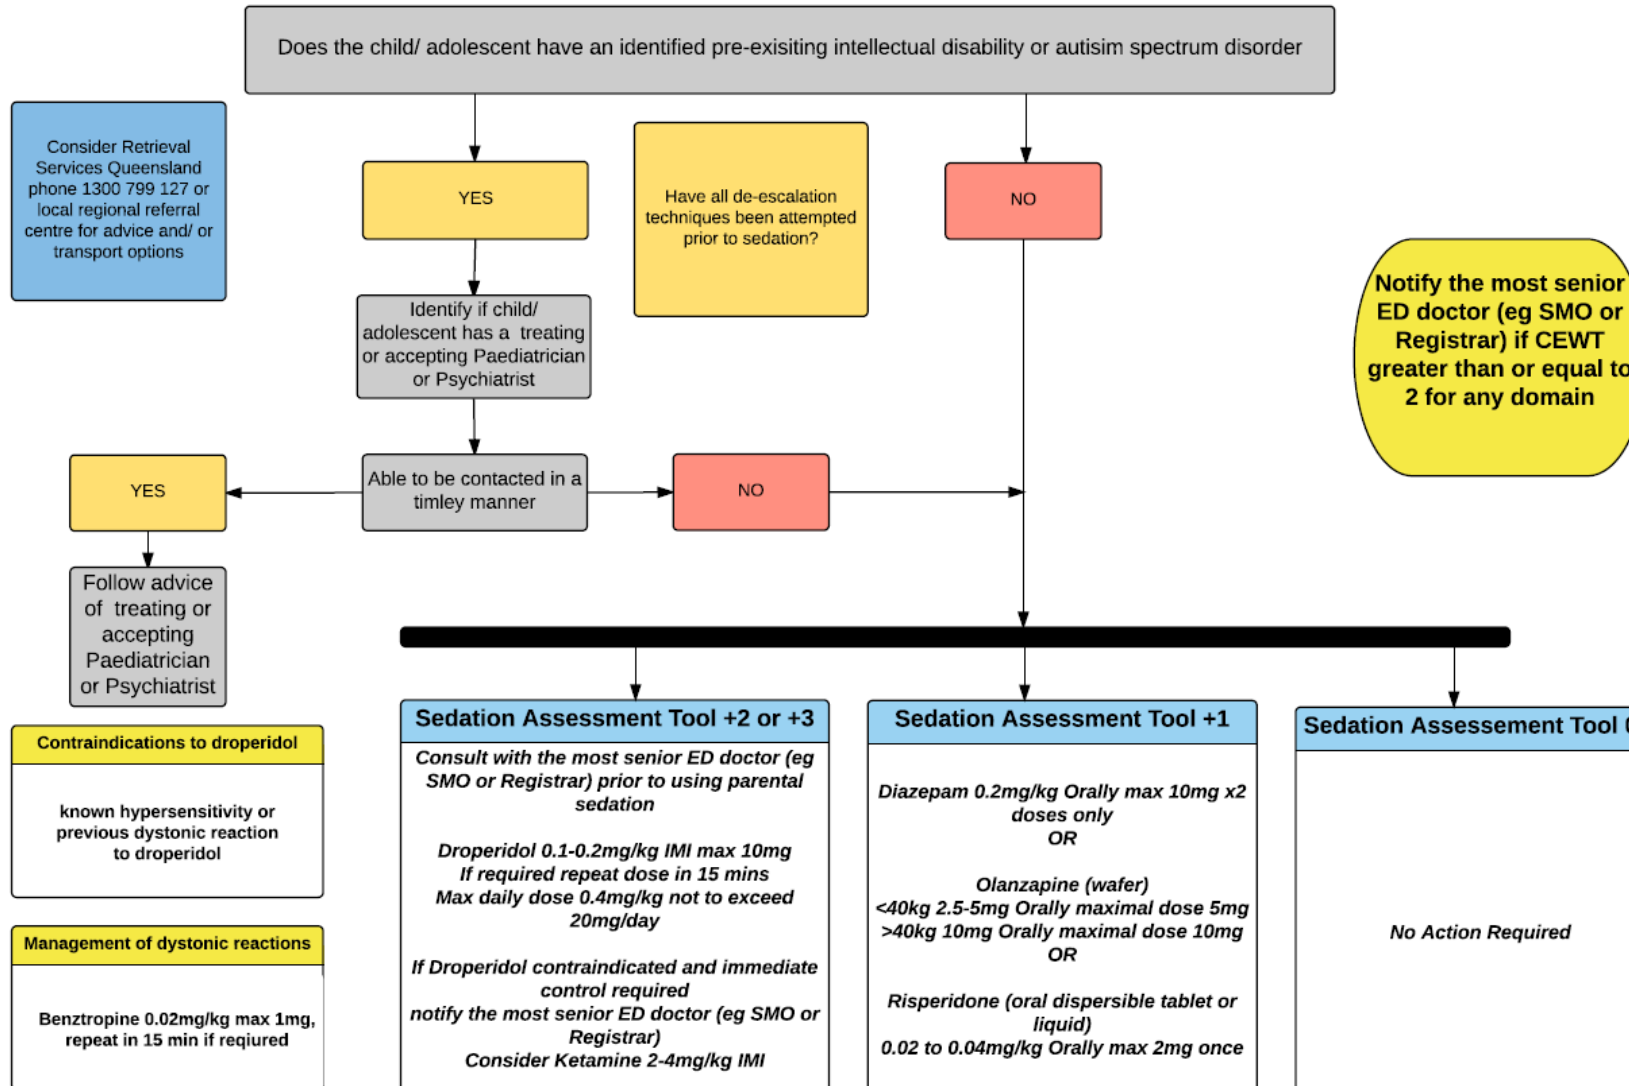 Does the child/ adolescent have an identified pre-exisiting intellectual disability or autisim spectrum disorder
Consider Retrieval
Services Queensland
phone 1300 799 127 or
local regional referral
centre for advice and/ or
transport options
YES
Have all de-escalation
techniques been attempted
prior to sedation?
NO
Notify the most senior
ED doctor (eg SMO or
Registrar) if CEWT
greater than or equal to
2 for any domain
Identify if child/
adolescent has a treating
or accepting Paediatrician
or Psychiatrist
YES
Able to be contacted in a
timley manner
NO
Follow advice
of treating or
accepting
Paediatrician
or Psychiatrist
Contraindications to droperidol
known hypersensitivity or
previous dystonic reaction
to droperidol
Management of dystonic reactions
Benztropine 0.02mg/kg max 1mg,
repeat in 15 min if reqiured
Sedation Assessment Tool +2 or +3
Consult with the most senior ED doctor (eg
SMO or Registrar) prior to using parental
sedation
Droperidol 0.1-0.2mg/kg IMI max 10mg
If required repeat dose in 15 mins
Max daily dose 0.4mg/kg not to exceed
20mg/day
If Droperidol contraindicated and immediate
control required
notify the most senior ED doctor (eg SMO or
Registrar)
Consider Ketamine 2-4mg/kg IMI
Sedation Assessment Tool +1
Diazepam 0.2mg/kg Orally max 10mg x2
doses only
OR
Olanzapine (wafer)
<40kg 2.5-5mg Orally maximal dose 5mg
>40kg 10mg Orally maximal dose 10mg
OR
Risperidone (oral dispersible tablet or
liquid)
0.02 to 0.04mg/kg Orally max 2mg once
Sedation Assessement Tool 0
No Action Required